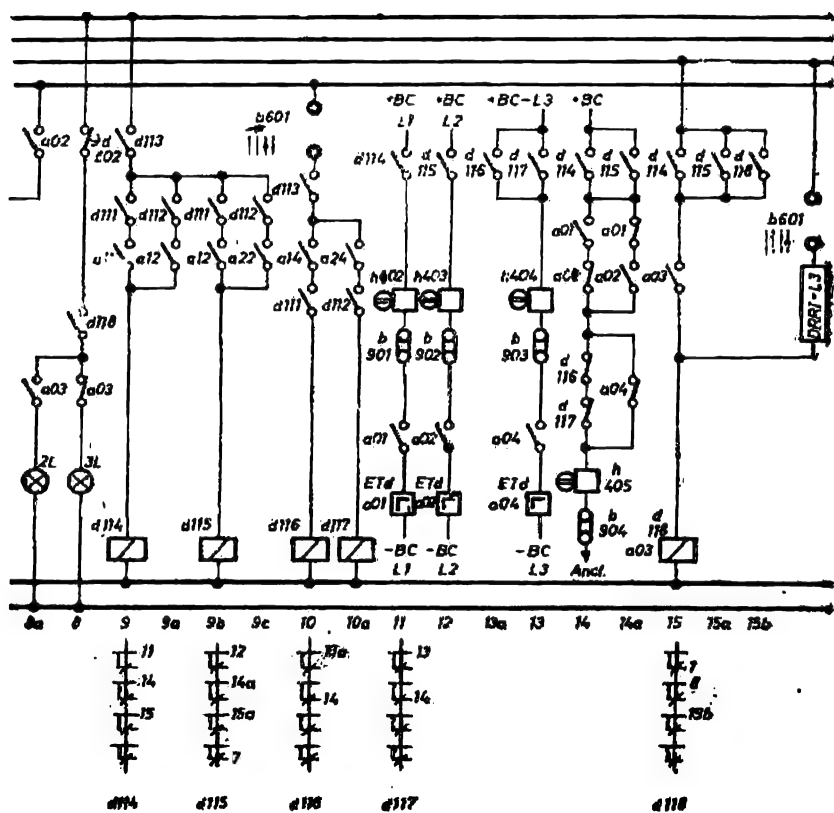 b601
+BC +BC +BC-L3 +BC
L1 L2
a02 d113 d114 d 115 d 116 d 117 d 114 d 115 d 114 d 115 d 118
d113
b601
d111 d112 d111 d112
a01 a01
a12 a12 a22 a14 a24 a02 a03
d111 d112
h402 h403 h404
DRRI-L3
d118
b 901 b 902 b 903
d 116
a03 a03 a04
d 117
a01 a02 a04
2L 3L
h 405
ETd a01 ETd ETd a04
b 904
d114 d115 d116 d117 d 118
a03
-BC -BC -BC Ancl.
L1 L2 L3
8a 8 9 9a 9b 9c 10 10a 11 12 13a 13 14 14a 15 15a 15b
11 12 13a 13 7
14 14a 14 14 8
15 15a 15b
7
d114 d115 d116 d117 d118